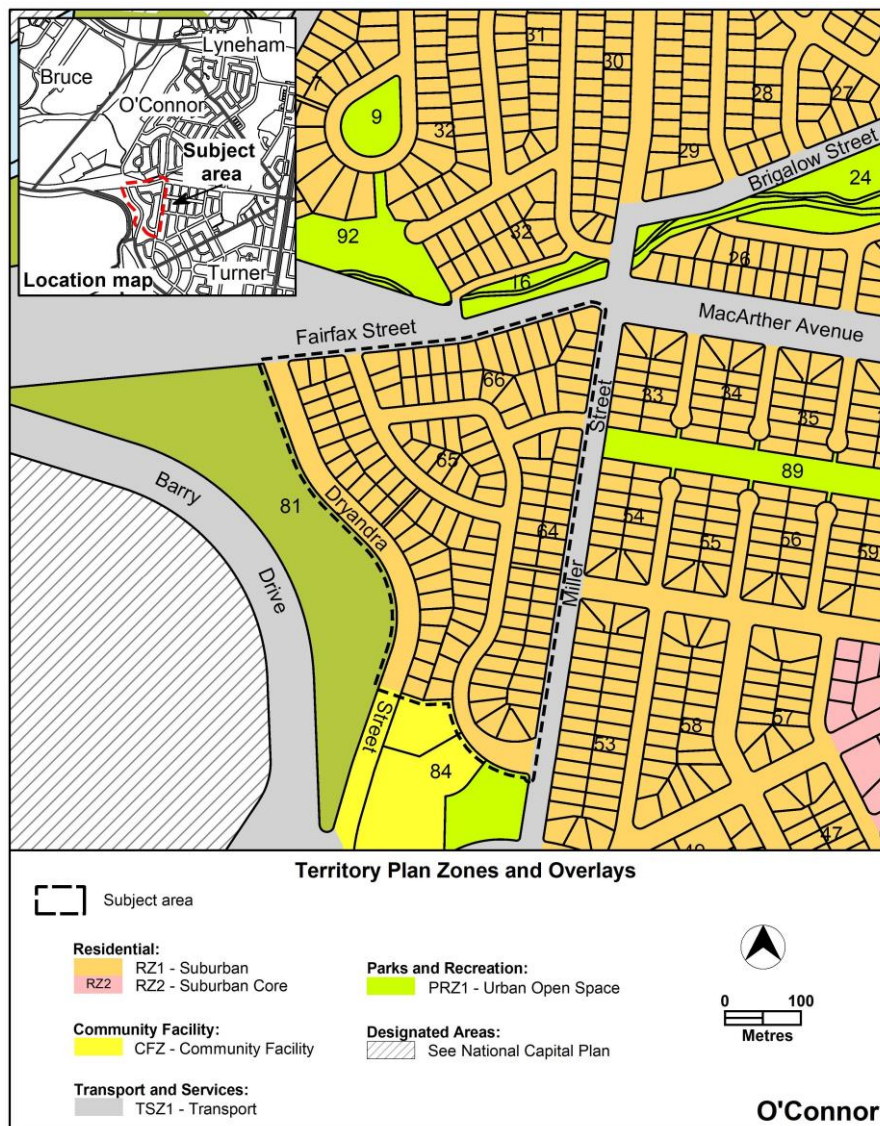 Lyneham
Bruce
O'Connor
Subject
area
Turner
Location map
31
30
28
27
7
9
32
29
Brigalow Street
24
92
32
16
26
Fairfax Street
MacArther Avenue
66
33
34
35
Street
65
89
81
Barry
Dryandra
64
54
55
56
59
Drive
Miller
Street
53
58
57
84
47
Territory Plan Zones and Overlays
Subject area
Residential:
RZ1 - Suburban
RZ2 RZ2 - Suburban Core
Community Facility:
CFZ - Community Facility
Transport and Services:
TSZ1 - Transport
Parks and Recreation:
PRZ1 - Urban Open Space
Designated Areas:
See National Capital Plan
0 100
Metres
O'Connor